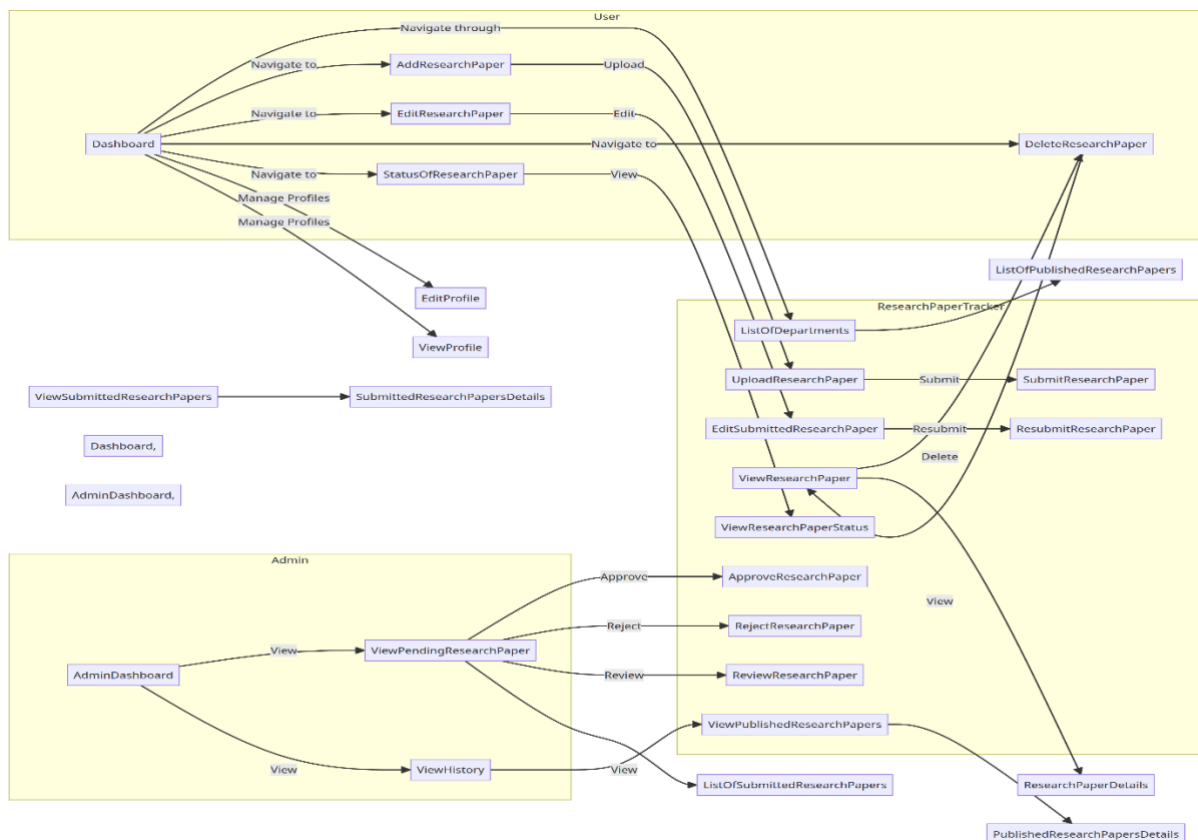 User
Navigate through
Navigate to
AddResearchPaper
Upload
Navigate to
EditResearchPaper
Edit
Dashboard
Navigate to
DeleteResearchPaper
Navigate to
StatusOfResearchPaper
View
Manage Profiles
Manage Profiles
ListOfPublishedResearchPapers
EditProfile
ResearchPaperTracker
ListOfDepartments
ViewProfile
UploadResearchPaper
Submit
SubmitResearchPaper
ViewSubmittedResearchPapers
SubmittedResearchPapersDetails
EditSubmittedResearchPaper
Resubmit
ResubmitResearchPaper
Dashboard,
Delete
ViewResearchPaper
AdminDashboard,
ViewResearchPaperStatus
Admin
Approve
ApproveResearchPaper
View
Reject
RejectResearchPaper
View
ViewPendingResearchPaper
AdminDashboard
Review
ReviewResearchPaper
ViewPublishedResearchPapers
View
ViewHistory
View
ListOfSubmittedResearchPapers
ResearchPaperDetails
PublishedResearchPapersDetails